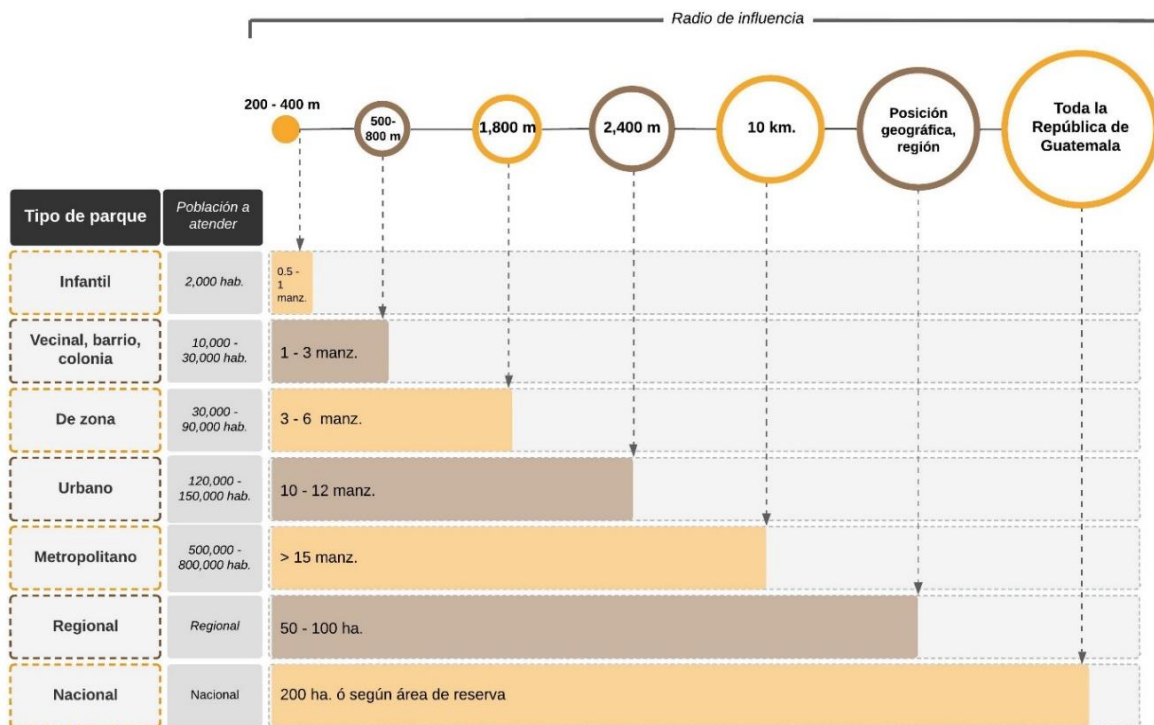 Radio de influencia
200 - 400 m
500-
800 m
1,800 m
2,400 m
10 km.
Posición
geográfica,
región
Toda la
República de
Guatemala
Tipo de parque
Población a
atender
Infantil
2,000 hab.
0.5 -
1
manz.
Vecinal, barrio,
colonia
10,000 -
30,000 hab.
1 - 3 manz.
De zona
30,000 -
90,000 hab.
3 - 6 manz.
Urbano
120,000 -
150,000 hab.
10 - 12 manz.
Metropolitano
500,000 -
800,000 hab.
> 15 manz.
Regional
Regional
50 - 100 ha.
Nacional
Nacional
200 ha. ó según área de reserva